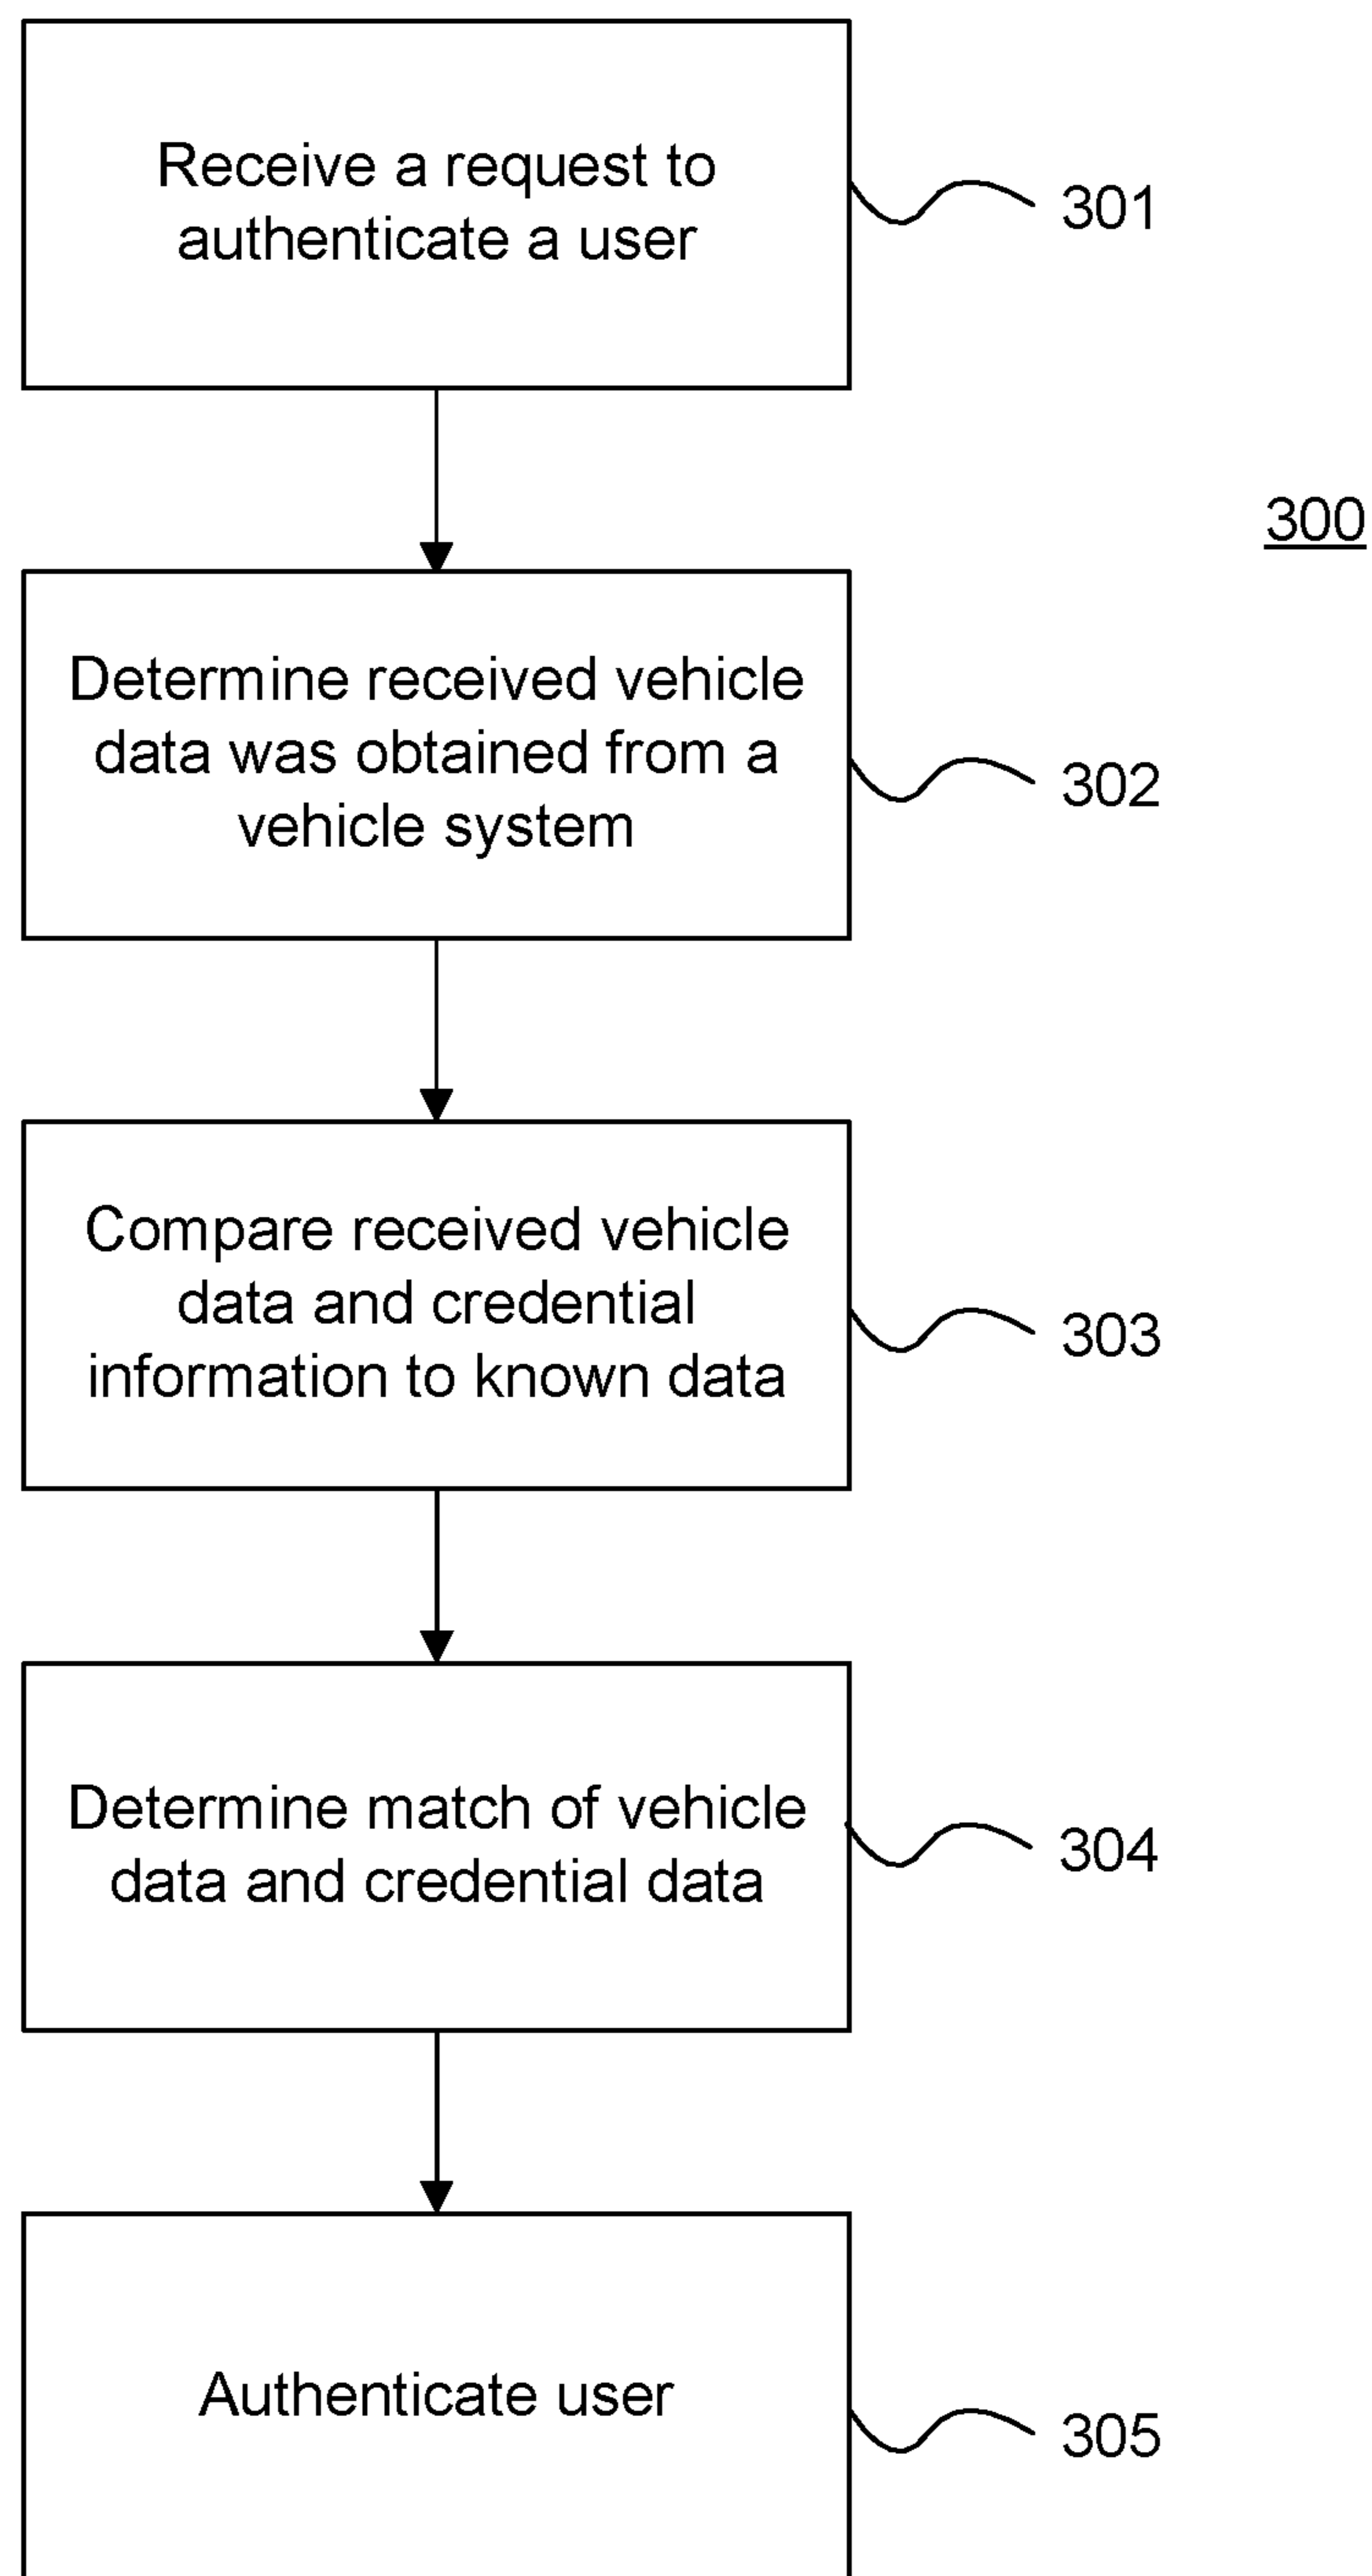 Receive a request to
authenticate a user
301
300
Determine received vehicle
data was obtained from a
vehicle system
302
Compare received vehicle
data and credential
information to known data
303
Determine match of vehicle
data and credential data
304
Authenticate user
305